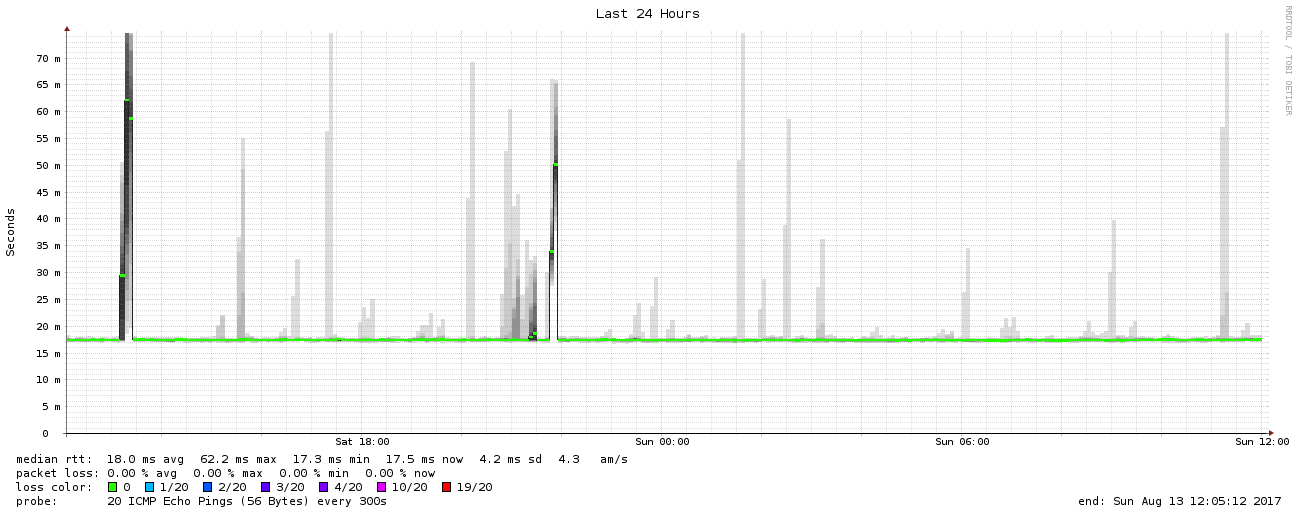 Last 24 Hours
RRDTOOL / TOBI OETIKER
Seconds
70 m
65 m
60 m
55 m
50 m
45 m
40 m
35 m
30 m
25 m
20 m
15 m
10 m
5 m
0
Sat 18:00 Sun 00:00 Sun 06:00 Sun 12:00
median rtt: 18.0 ms avg 62.2 ms max 17.3 ms min 17.5 ms now 4.2 ms sd 4.3 am/s
packet loss: 0.00 % avg 0.00 % max 0.00 % min 0.00 % now
loss color: 0 1/20 2/20 3/20 4/20 10/20 19/20
probe: 20 ICMP Echo Pings (56 Bytes) every 300s end: Sun Aug 13 12:05:12 2017